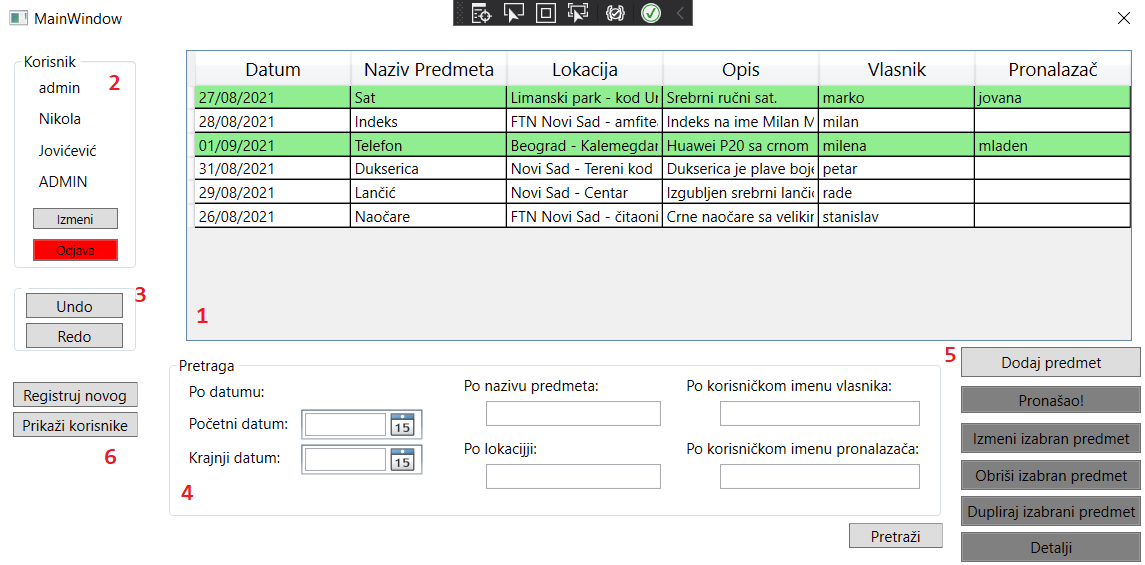 MainWindow
Korisnik
2
admin
Nikola
Jovićević
ADMIN
Izmeni
Odjava
3
Undo
Redo
Registruj novog
Prikaži korisnike
6
Datum Naziv Predmeta Lokacija Opis Vlasnik Pronalazač
27/08/2021 Sat Limanski park - kod Ur Srebrni ručni sat. marko jovana
28/08/2021 Indeks FTN Novi Sad - amfite Indeks na ime Milan M milan
01/09/2021 Telefon Beograd - Kalemegdar Huawei P20 sa crnom milena mladen
31/08/2021 Dukserica Novi Sad - Tereni kod Dukserica je plave boje petar
29/08/2021 Lančić Novi Sad - Centar Izgubljen srebrni lanči rade
26/08/2021 Naočare FTN Novi Sad - čitaoni Crne naočare sa velikir stanislav
1
Pretraga
Po datumu:
Početni datum: 15
Krajnji datum: 15
Po nazivu predmeta:
Po lokacijji:
Po korisničkom imenu vlasnika:
Po korisničkom imenu pronalazača:
4
Pretraži
5
Dodaj predmet
Pronašao!
Izmeni izabran predmet
Obriši izabran predmet
Dupliraj izabrani predmet
Detalji